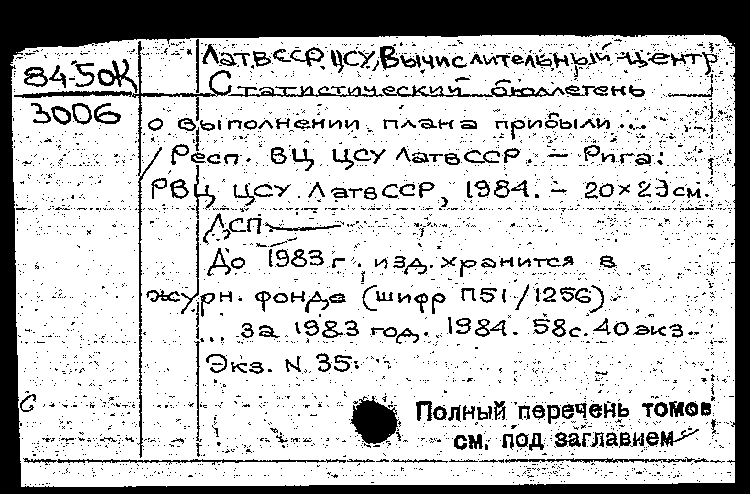 84-50К
3006
ЛатвССР, ЦСУ, Вычислительный центр
Статистический бюллетень
о выполнении плана прибыли...
/ Респ. ВЦ ЦСУ ЛатвССР. - Рига:
РВЦ ЦСУ ЛатвССР, 1984. - 20×29см.
ДСП
До 1983г. изд. хранится в
журн. фонде (шифр П51/1256)
... за 1983 год. 1984. 58с. 40экз.
Экз. N 35.
С
Полный перечень томов
см. под заглавием